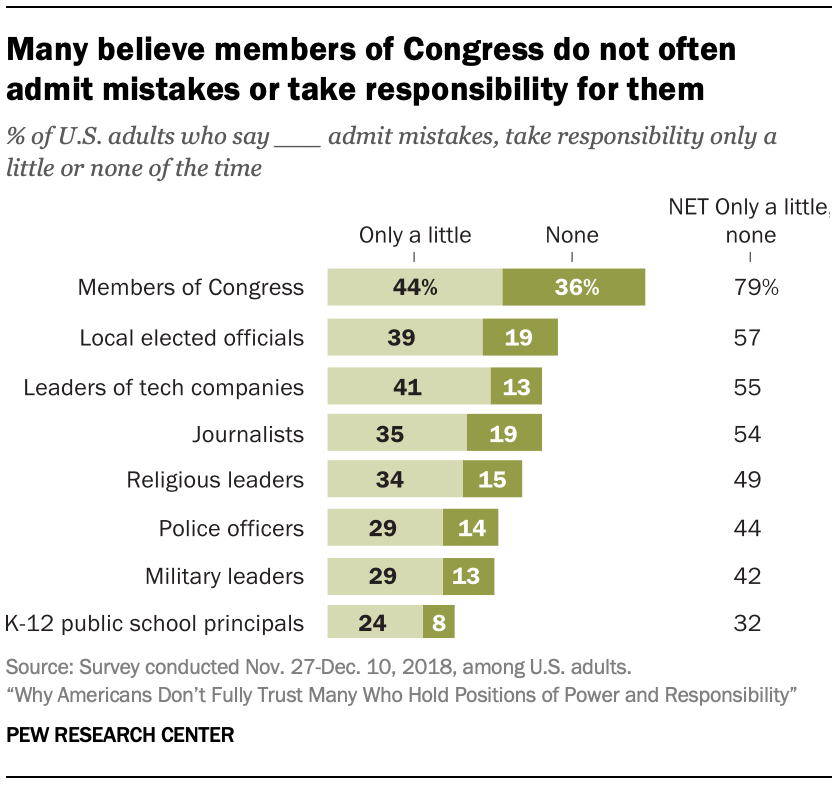 Many believe members of Congress do not often
admit mistakes or take responsibility for them
% of U.S. adults who say ___ admit mistakes, take responsibility only a
little or none of the time
NET Only a little,
Only a little None none
Members of Congress 44% 36% 79%
Local elected officials 39 19 57
Leaders of tech companies 41 13 55
Journalists 35 19 54
Religious leaders 34 15 49
Police officers 29 14 44
Military leaders 29 13 42
K-12 public school principals 24 8 32
Source: Survey conducted Nov. 27-Dec. 10, 2018, among U.S. adults.
“Why Americans Don’t Fully Trust Many Who Hold Positions of Power and Responsibility”
PEW RESEARCH CENTER